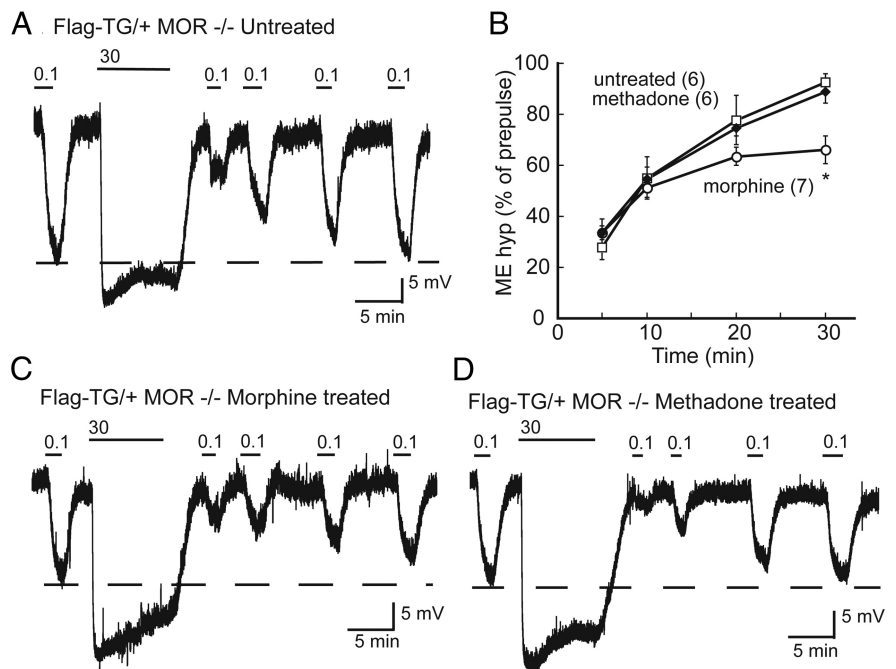 A
Flag-TG/+ MOR -/- Untreated
30
0.1 0.1 0.1 0.1 0.1
5 mV
5 min
B
ME hyp (% of prepulse)
100
80
60
40
20
0
untreated (6)
methadone (6)
morphine (7)
*
0 10 20 30
Time (min)
C
Flag-TG/+ MOR -/- Morphine treated
30
0.1 0.1 0.1 0.1 0.1
5 mV
5 min
D
Flag-TG/+ MOR -/- Methadone treated
30
0.1 0.1 0.1 0.1 0.1
5 mV
5 min